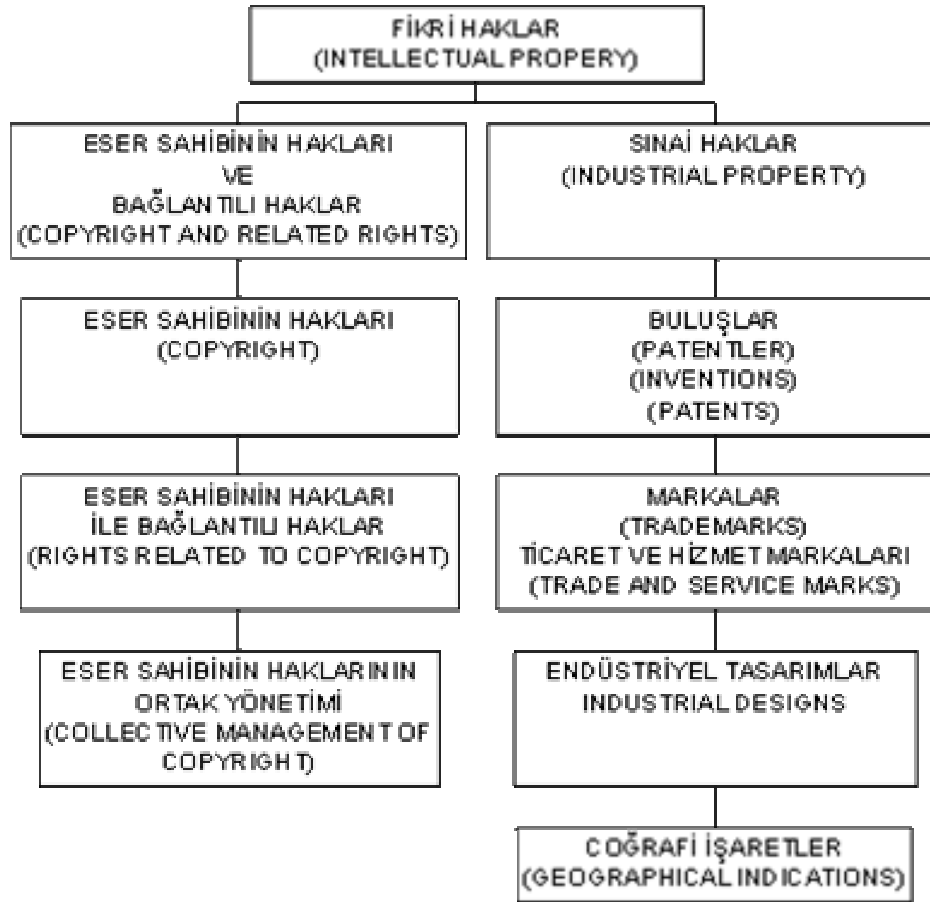 FİKRİ HAKLAR
(INTELLECTUAL PROPERY)
ESER SAHİBİNİN HAKLARI
VE
BAĞLANTILI HAKLAR
(COPYRIGHT AND RELATED RIGHTS)
SINAİ HAKLAR
(INDUSTRIAL PROPERTY)
ESER SAHİBİNİN HAKLARI
(COPYRIGHT)
BULUŞLAR
(PATENTLER)
(INVENTIONS)
(PATENTS)
ESER SAHİBİNİN HAKLARI
İLE BAĞLANTILI HAKLAR
(RIGHTS RELATED TO COPYRIGHT)
MARKALAR
(TRADEMARKS)
TİCARET VE HİZMET MARKALARI
(TRADE AND SERVICE MARKS)
ESER SAHİBİNİN HAKLARININ
ORTAK YÖNETİMİ
(COLLECTIVE MANAGEMENT OF
COPYRIGHT)
ENDÜSTRİYEL TASARIMLAR
INDUSTRIAL DESIGNS
COĞRAFİ İŞARETLER
(GEOGRAPHICAL INDICATIONS)